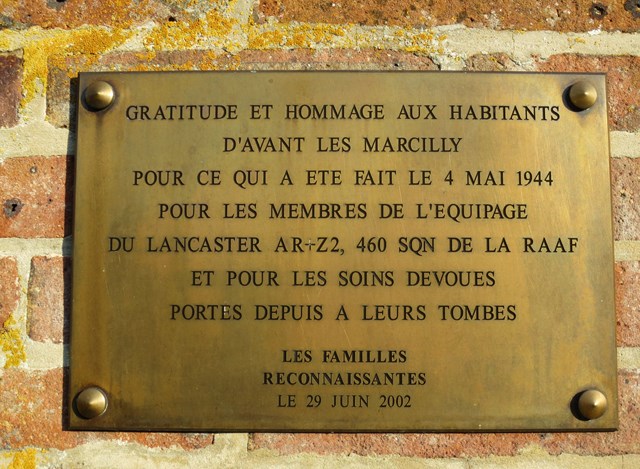 GRATITUDE ET HOMMAGE AUX HABITANTS
D'AVANT LES MARCILLY
POUR CE QUI A ETE FAIT LE 4 MAI 1944
POUR LES MEMBRES DE L'EQUIPAGE
DU LANCASTER AR+Z2, 460 SQN DE LA RAAF
ET POUR LES SOINS DEVOUES
PORTES DEPUIS A LEURS TOMBES
LES FAMILLES
RECONNAISSANTES
LE 29 JUIN 2002